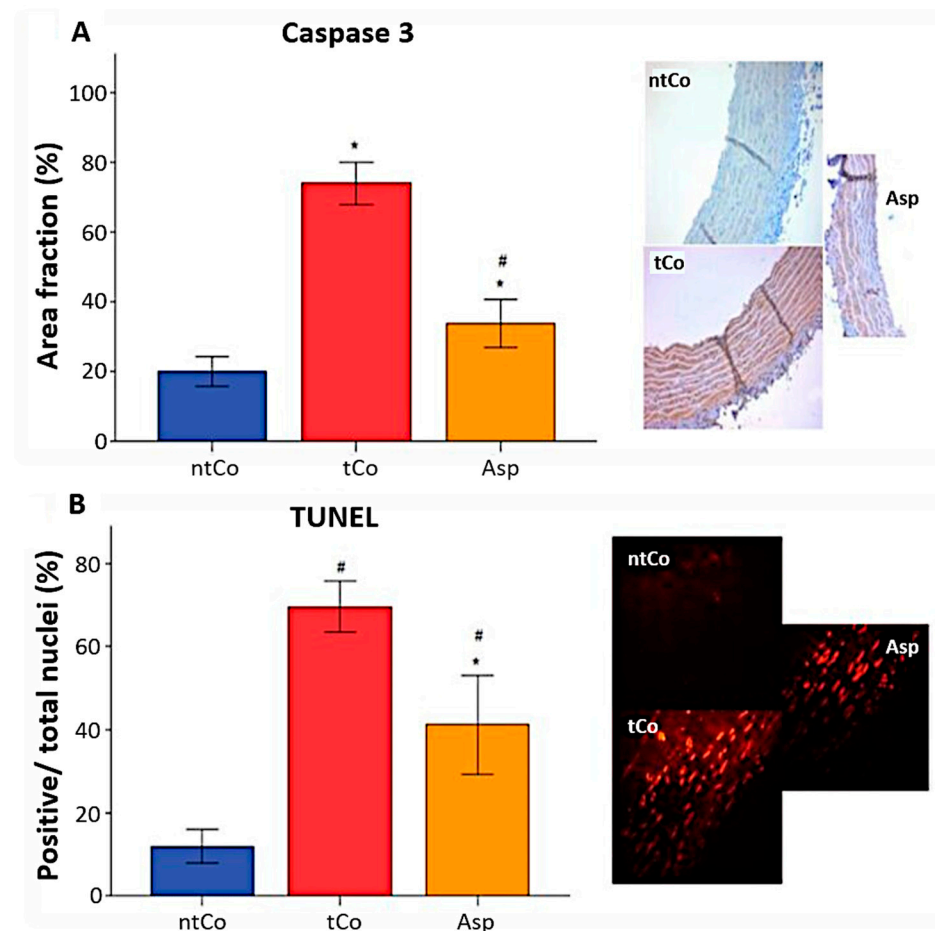 A
Caspase 3
Area fraction (%)
100
80
60
40
20
0
*
#
*
ntCo
tCo
Asp
ntCo
tCo
Asp
B
TUNEL
Positive/ total nuclei (%)
80
60
40
20
0
#
#
*
ntCo
tCo
Asp
ntCo
Asp
tCo